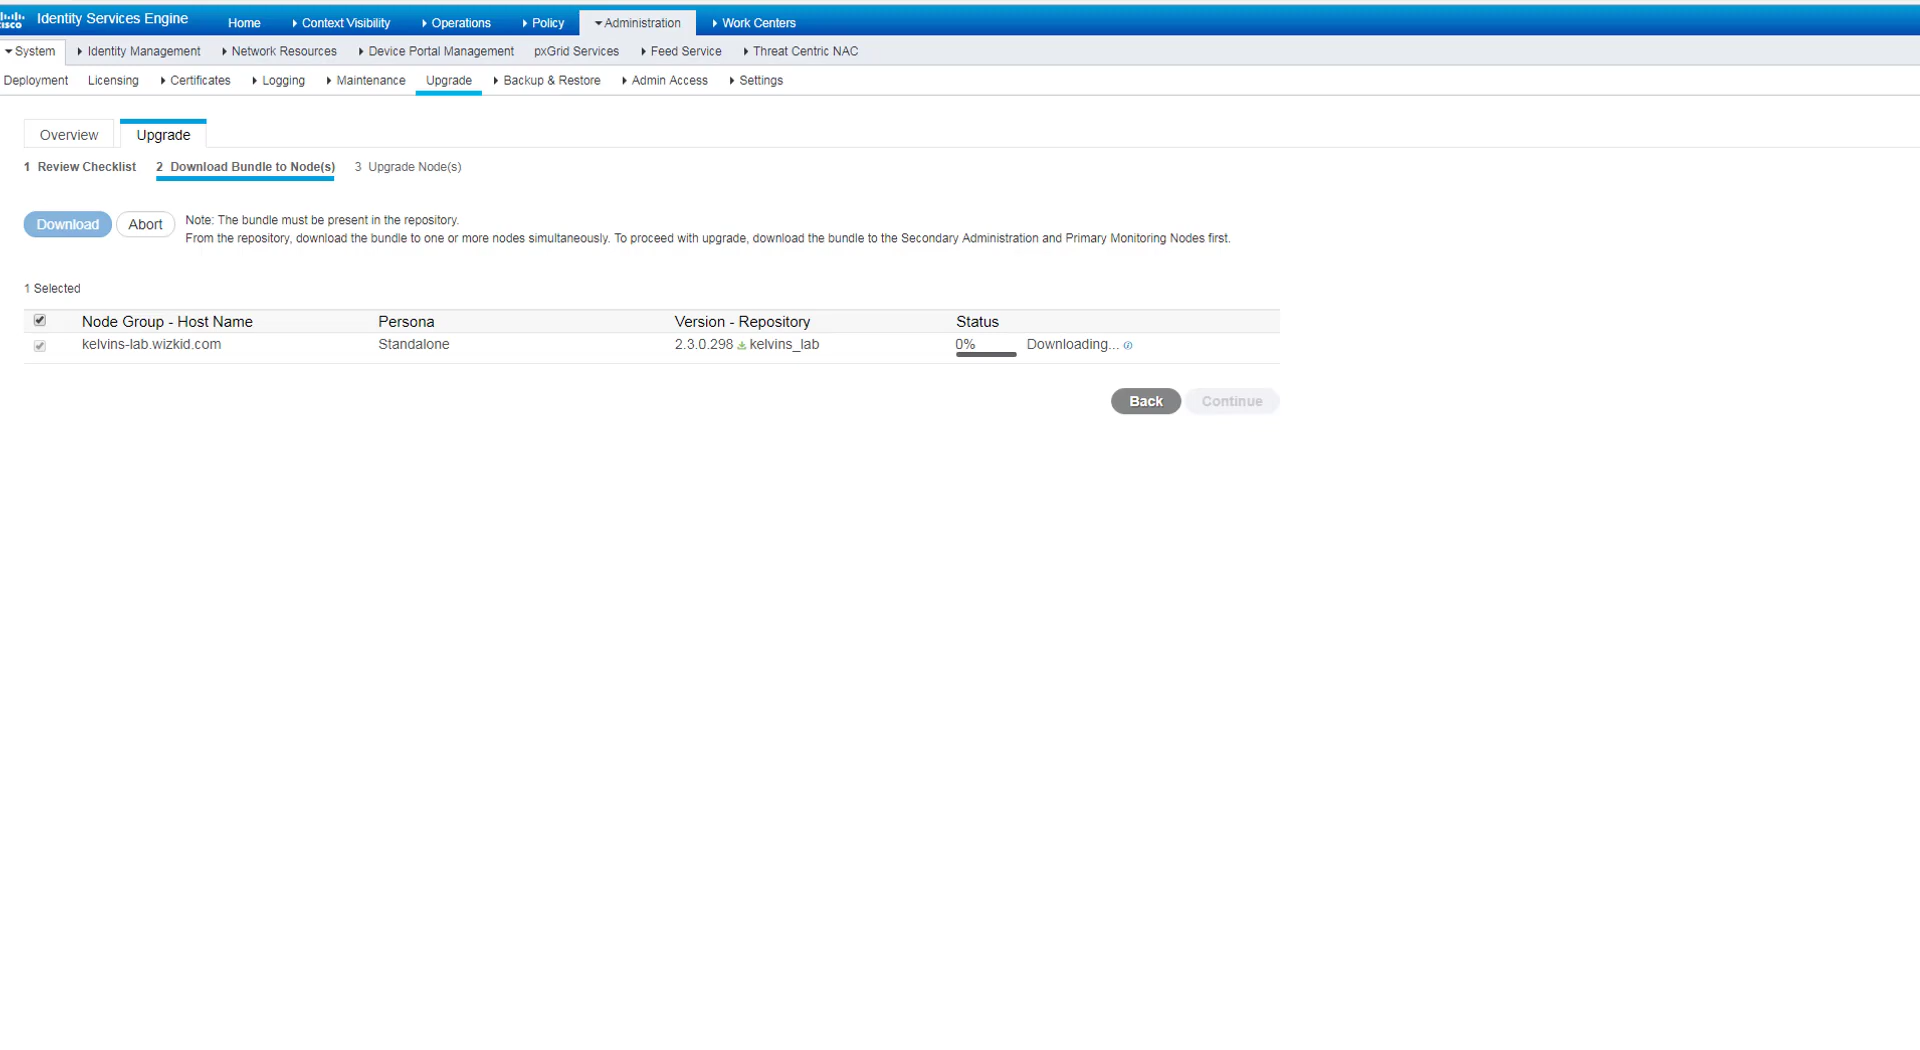 cisco Identity Services Engine Home Context Visibility Operations Policy Administration Work Centers
System Identity Management Network Resources Device Portal Management pxGrid Services Feed Service Threat Centric NAC
Deployment Licensing Certificates Logging Maintenance Upgrade Backup & Restore Admin Access Settings
Overview Upgrade
1 Review Checklist 2 Download Bundle to Node(s) 3 Upgrade Node(s)
Download Abort Note: The bundle must be present in the repository.
From the repository, download the bundle to one or more nodes simultaneously. To proceed with upgrade, download the bundle to the Secondary Administration and Primary Monitoring Nodes first.
1 Selected
Node Group - Host Name Persona Version - Repository Status
kelvins-lab.wizkid.com Standalone 2.3.0.298 kelvins_lab 0% Downloading...
Back Continue